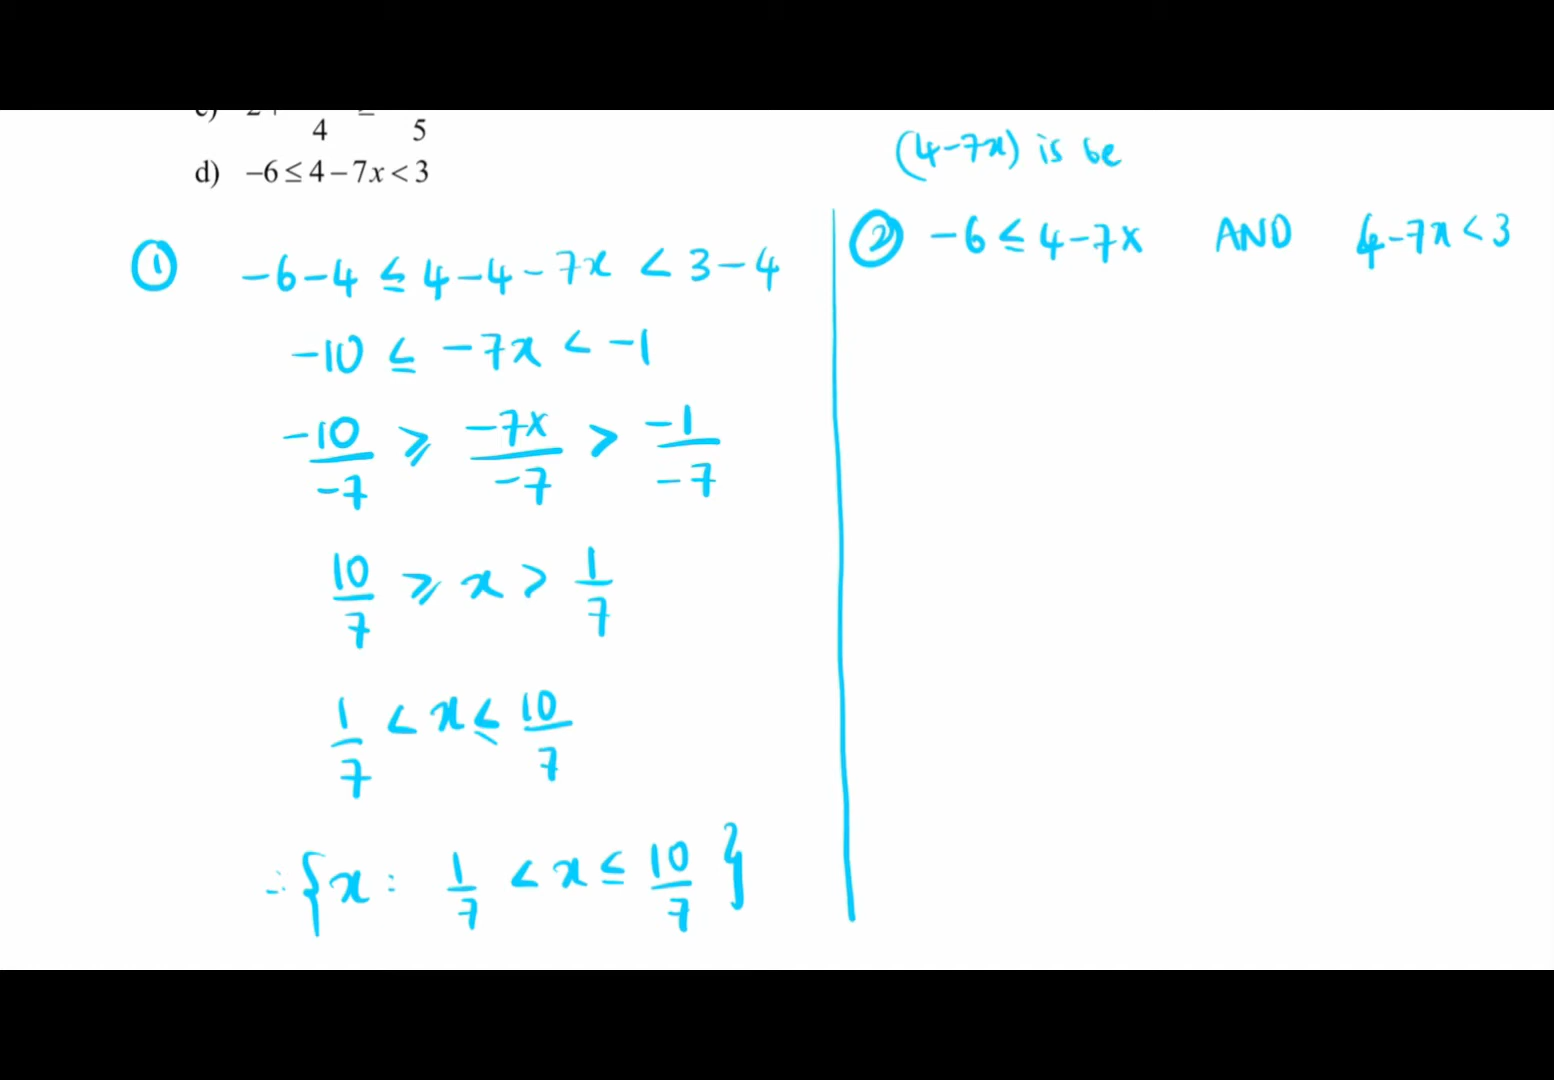 c) 2 + 4 ≤ 5
d) −6 ≤ 4 − 7x < 3
(4-7x) is be
① -6-4 ≤ 4-4-7x < 3-4
-10 ≤ -7x < -1
-10/-7 ≥ -7x/-7 > -1/-7
10/7 ≥ x > 1/7
1/7 < x ≤ 10/7
∴ {x: 1/7 < x ≤ 10/7}
② -6 ≤ 4-7x AND 4-7x < 3